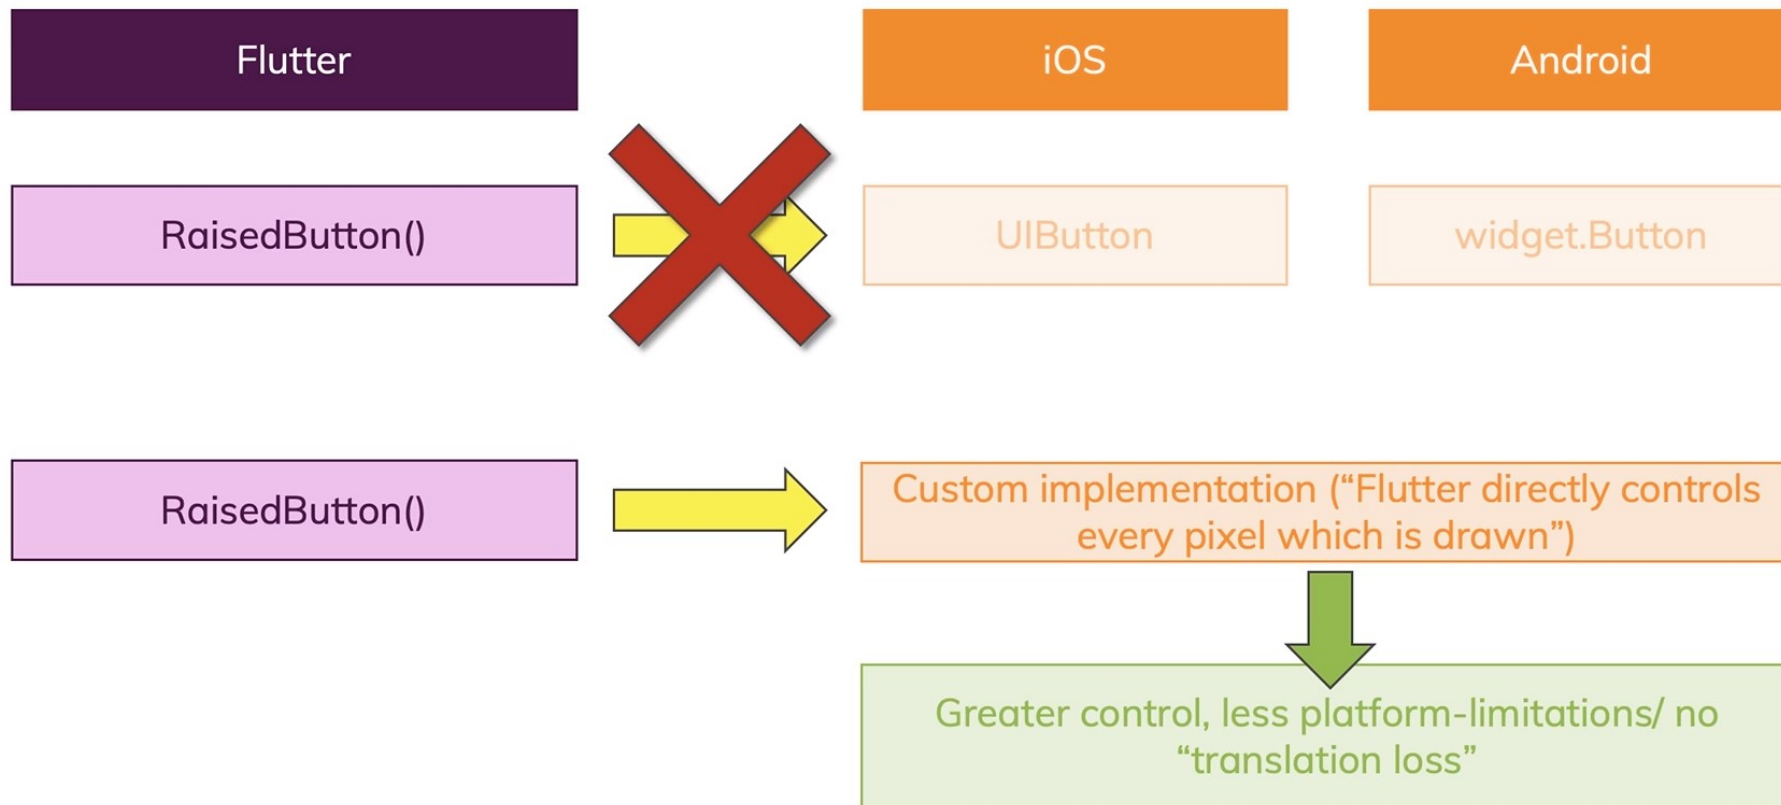 Flutter
iOS
Android
RaisedButton()
UIButton
widget.Button
RaisedButton()
Custom implementation (“Flutter directly controls
every pixel which is drawn”)
Greater control, less platform-limitations/ no
“translation loss”